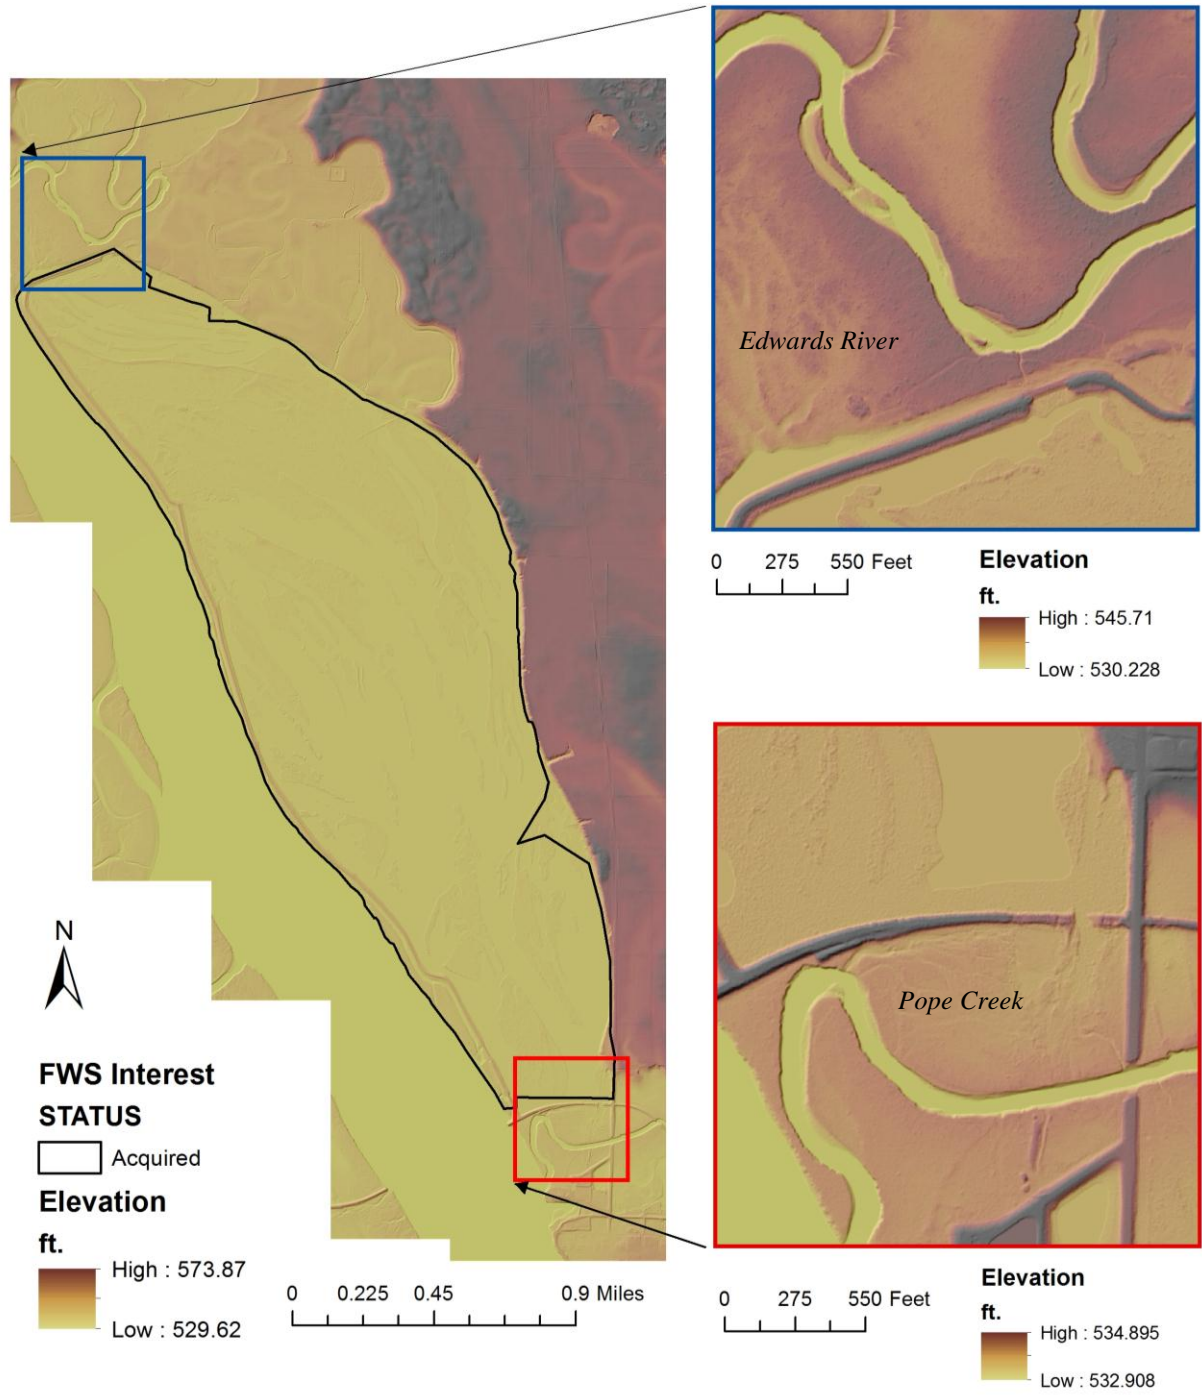 Edwards River
0 275 550 Feet
Elevation
ft.
High : 545.71
Low : 530.228
Pope Creek
0 275 550 Feet
Elevation
ft.
High : 534.895
Low : 532.908
N
FWS Interest
STATUS
Acquired
Elevation
ft.
High : 573.87
Low : 529.62
0 0.225 0.45 0.9 Miles